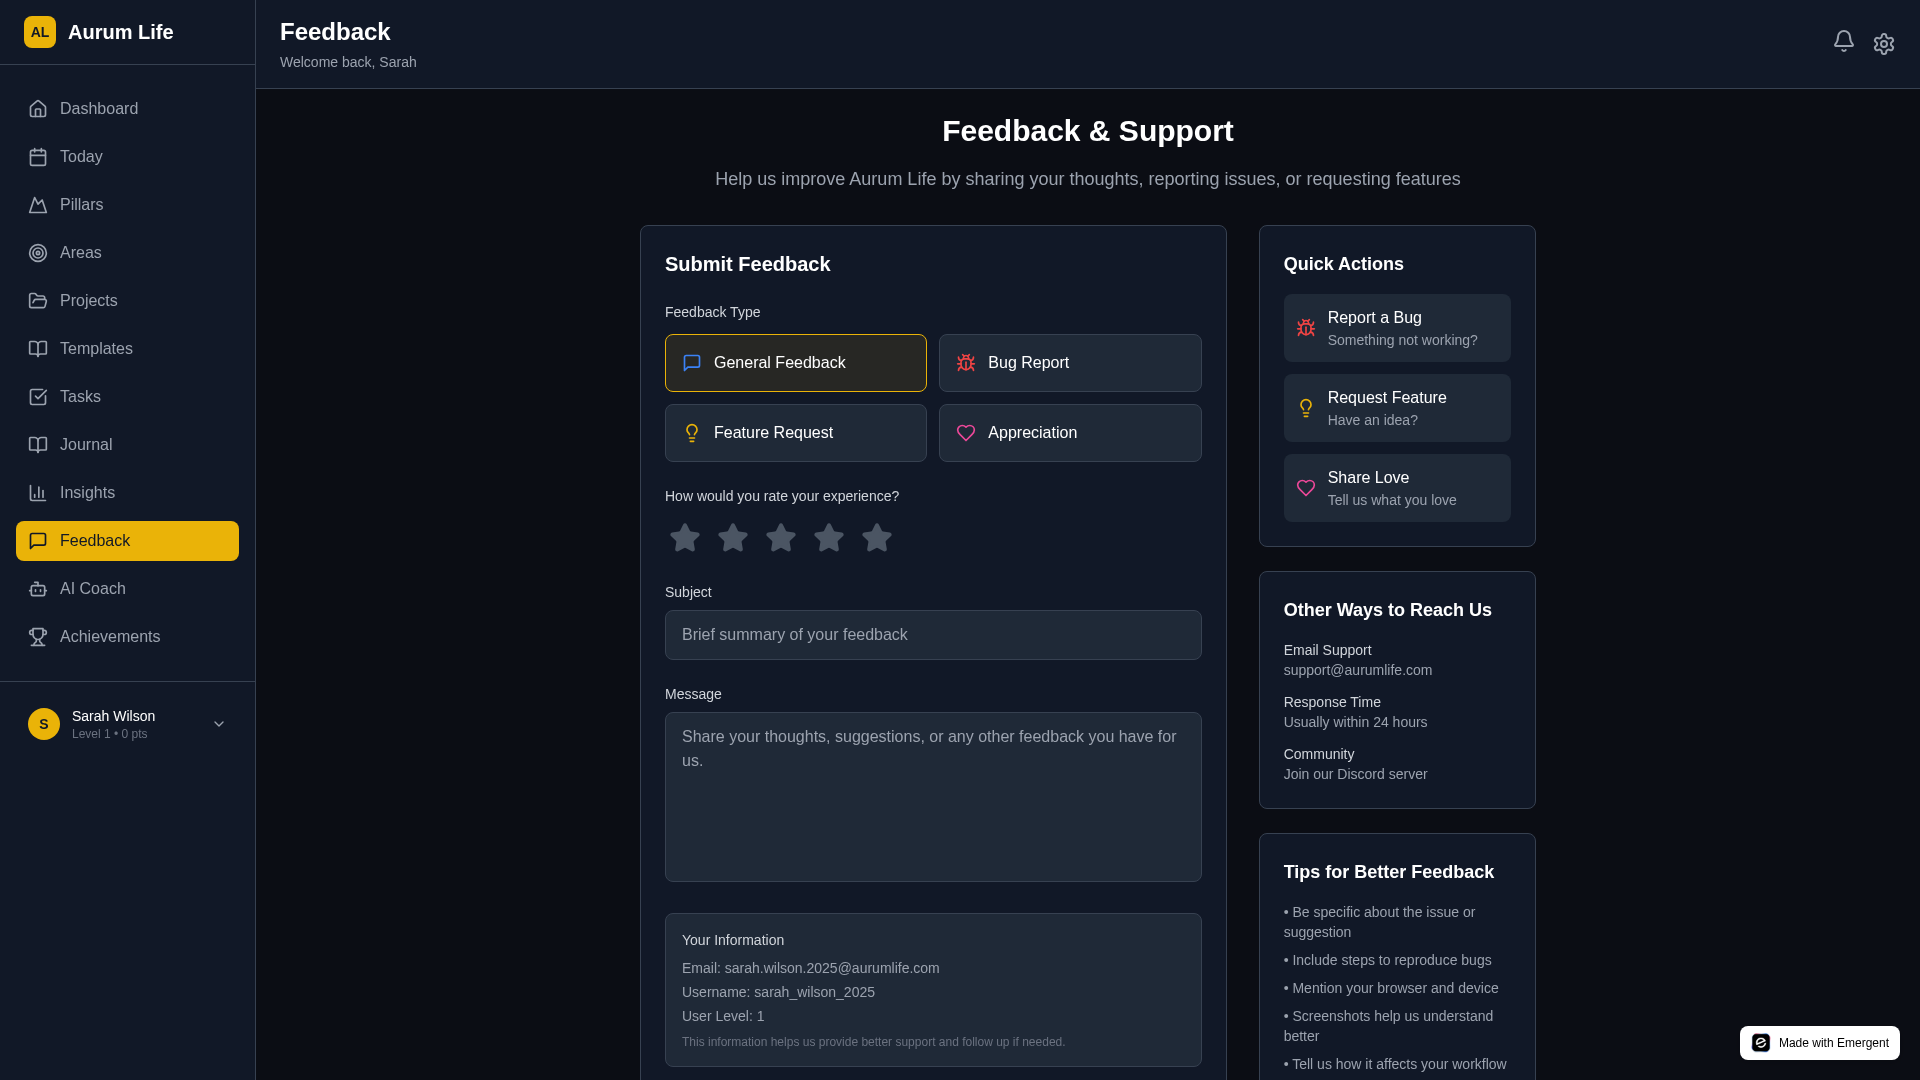 AL
Aurum Life
Dashboard
Today
Pillars
Areas
Projects
Templates
Tasks
Journal
Insights
Feedback
AI Coach
Achievements
S
Sarah Wilson
Level 1 • 0 pts
Feedback
Welcome back, Sarah
Feedback & Support
Help us improve Aurum Life by sharing your thoughts, reporting issues, or requesting features
Submit Feedback
Feedback Type
General Feedback
Bug Report
Feature Request
Appreciation
How would you rate your experience?
Subject
Brief summary of your feedback
Message
Share your thoughts, suggestions, or any other feedback you have for
us.
Your Information
Email: sarah.wilson.2025@aurumlife.com
Username: sarah_wilson_2025
User Level: 1
This information helps us provide better support and follow up if needed.
Quick Actions
Report a Bug
Something not working?
Request Feature
Have an idea?
Share Love
Tell us what you love
Other Ways to Reach Us
Email Support
support@aurumlife.com
Response Time
Usually within 24 hours
Community
Join our Discord server
Tips for Better Feedback
• Be specific about the issue or
suggestion
• Include steps to reproduce bugs
• Mention your browser and device
• Screenshots help us understand
better
• Tell us how it affects your workflow
Made with Emergent